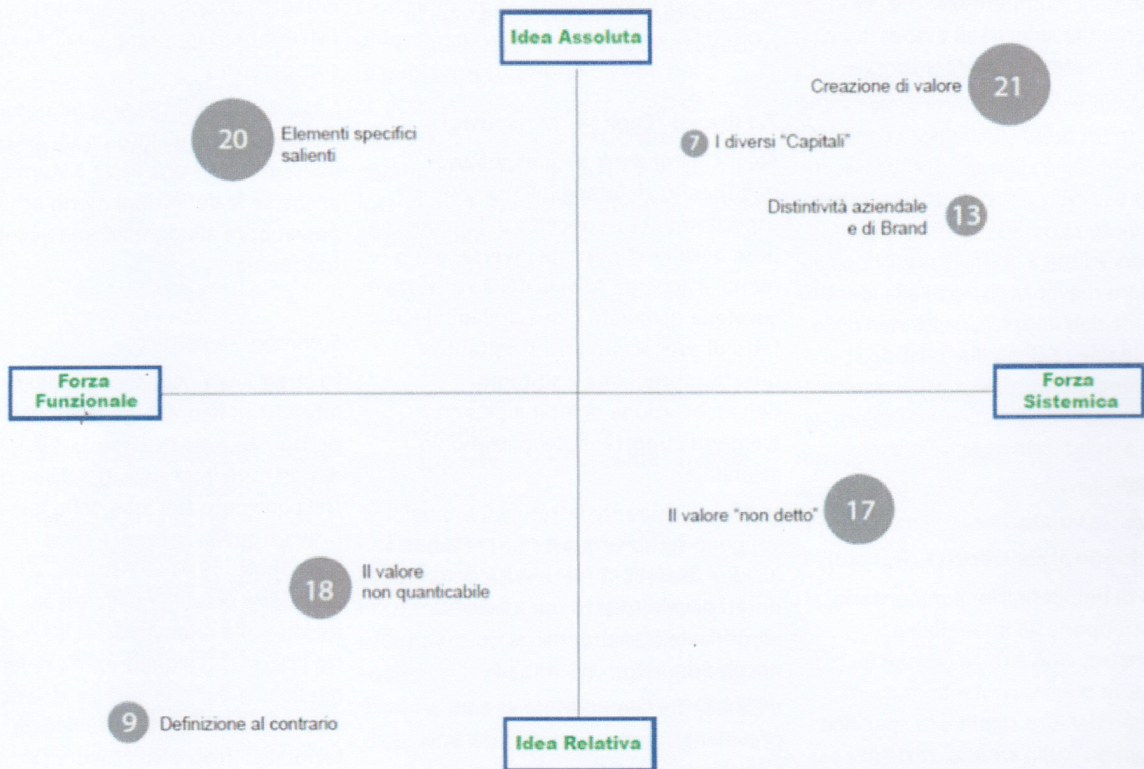 Idea Assoluta
Creazione di valore
21
20
Elementi specifici
salienti
7
I diversi "Capitali"
Distintività aziendale
e di Brand
13
Forza
Funzionale
Forza
Sistemica
Il valore "non detto"
17
18
Il valore
non quanticabile
9
Definizione al contrario
Idea Relativa